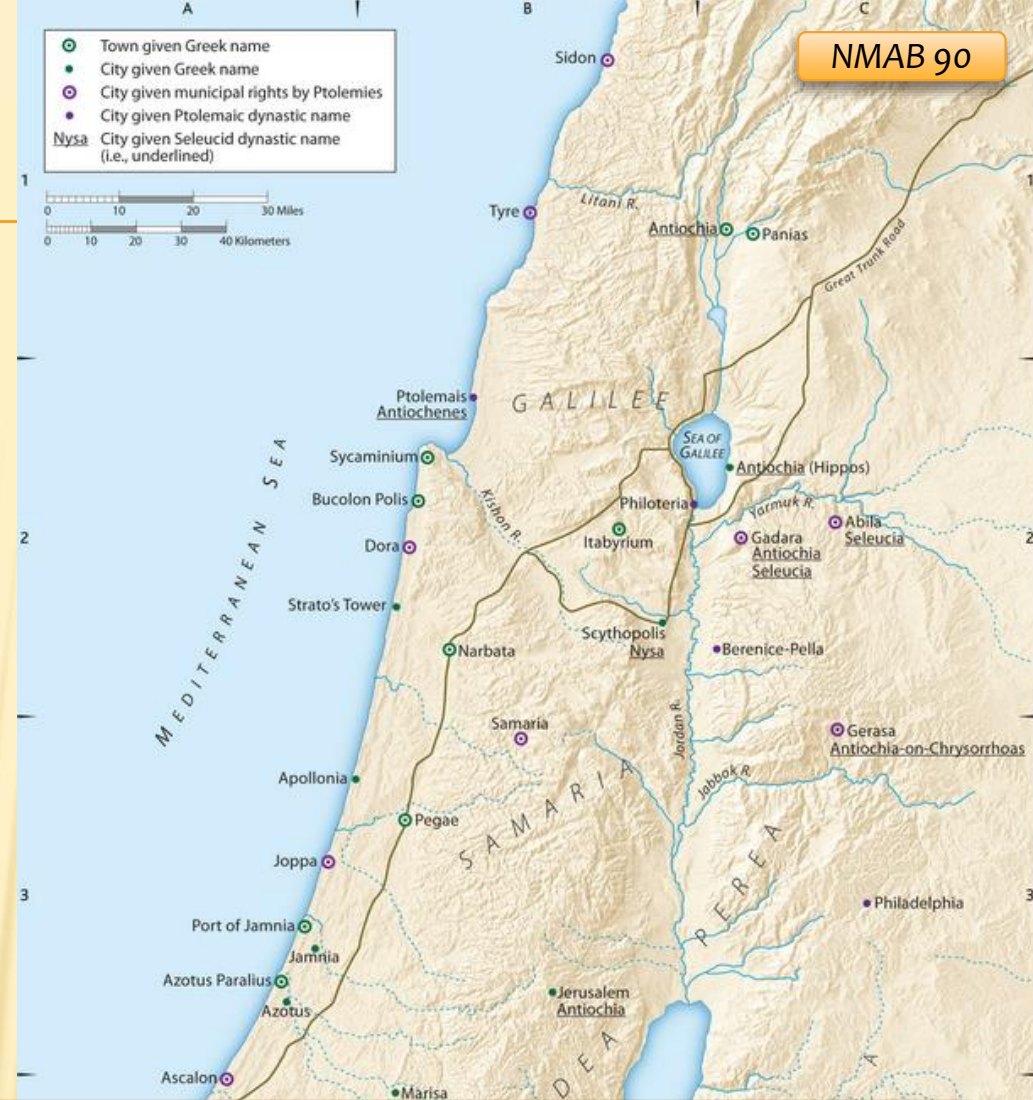 A
B
C
NMAB 90
Town given Greek name
City given Greek name
City given municipal rights by Ptolemies
City given Ptolemaic dynastic name
Nysa City given Seleucid dynastic name
(i.e., underlined)
0 10 20 30 Miles
0 10 20 30 40 Kilometers
1
1
Sidon
Litani R.
Tyre
Antiochia
Panias
Great Trunk Road
Ptolemais
Antiochenes
GALILEE
SEA OF
GALILEE
Sycaminium
Antiochia (Hippos)
Bucolon Polis
Kishon R.
Philoteria
Yarmuk R.
MEDITERRANEAN SEA
2
2
Dora
Itabyrium
Gadara
Antiochia
Seleucia
Abila
Seleucia
Strato's Tower
Scythopolis
Nysa
Narbata
Berenice-Pella
Samaria
Jordan R.
Gerasa
Antiochia-on-Chrysorrhoas
Apollonia
SAMARIA
Jabbok R.
Pegae
Joppa
PEREA
3
3
Philadelphia
Port of Jamnia
Jamnia
Azotus Paralius
Azotus
Jerusalem
Antiochia
DEA
A
Ascalon
Marisa